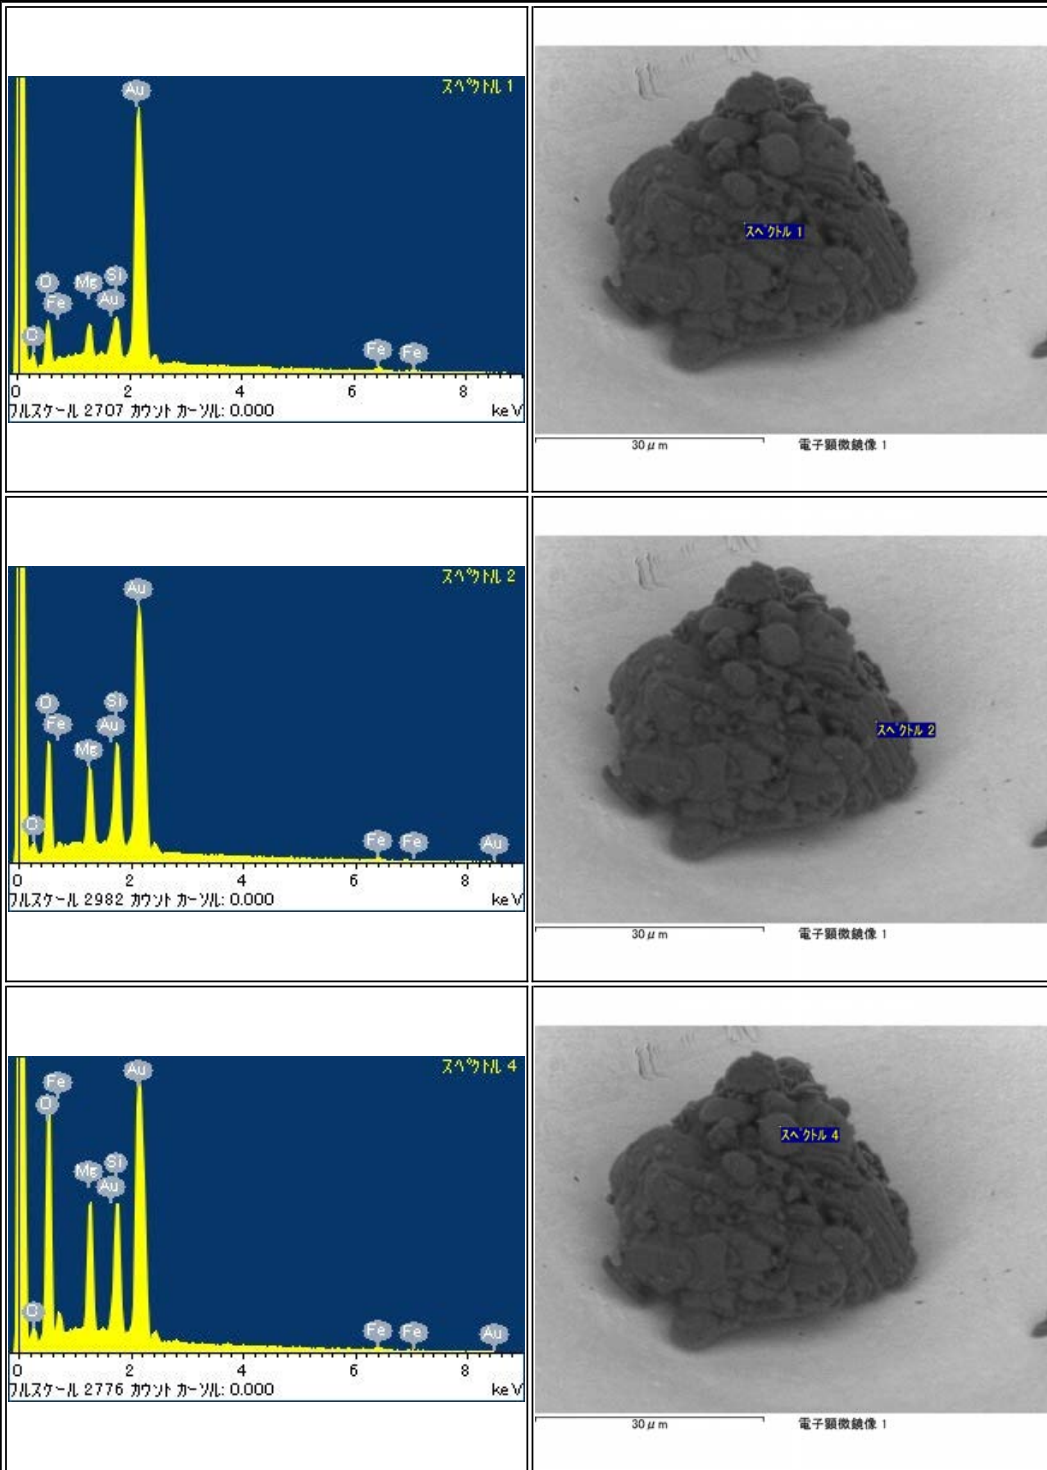 スペクトル 1
Au
O
Fe
Mg
Si
Au
C
Fe
Fe
0 2 4 6 8
フルスケール 2707 カウント カーソル: 0.000 keV
スペクトル 1
30μm 電子顕微鏡像 1
スペクトル 2
Au
O
Fe
Mg
Si
Au
C
Fe
Fe
Au
0 2 4 6 8
フルスケール 2982 カウント カーソル: 0.000 keV
スペクトル 2
30μm 電子顕微鏡像 1
スペクトル 4
Au
Fe
O
Mg
Si
Au
C
Fe
Fe
Au
0 2 4 6 8
フルスケール 2776 カウント カーソル: 0.000 keV
スペクトル 4
30μm 電子顕微鏡像 1